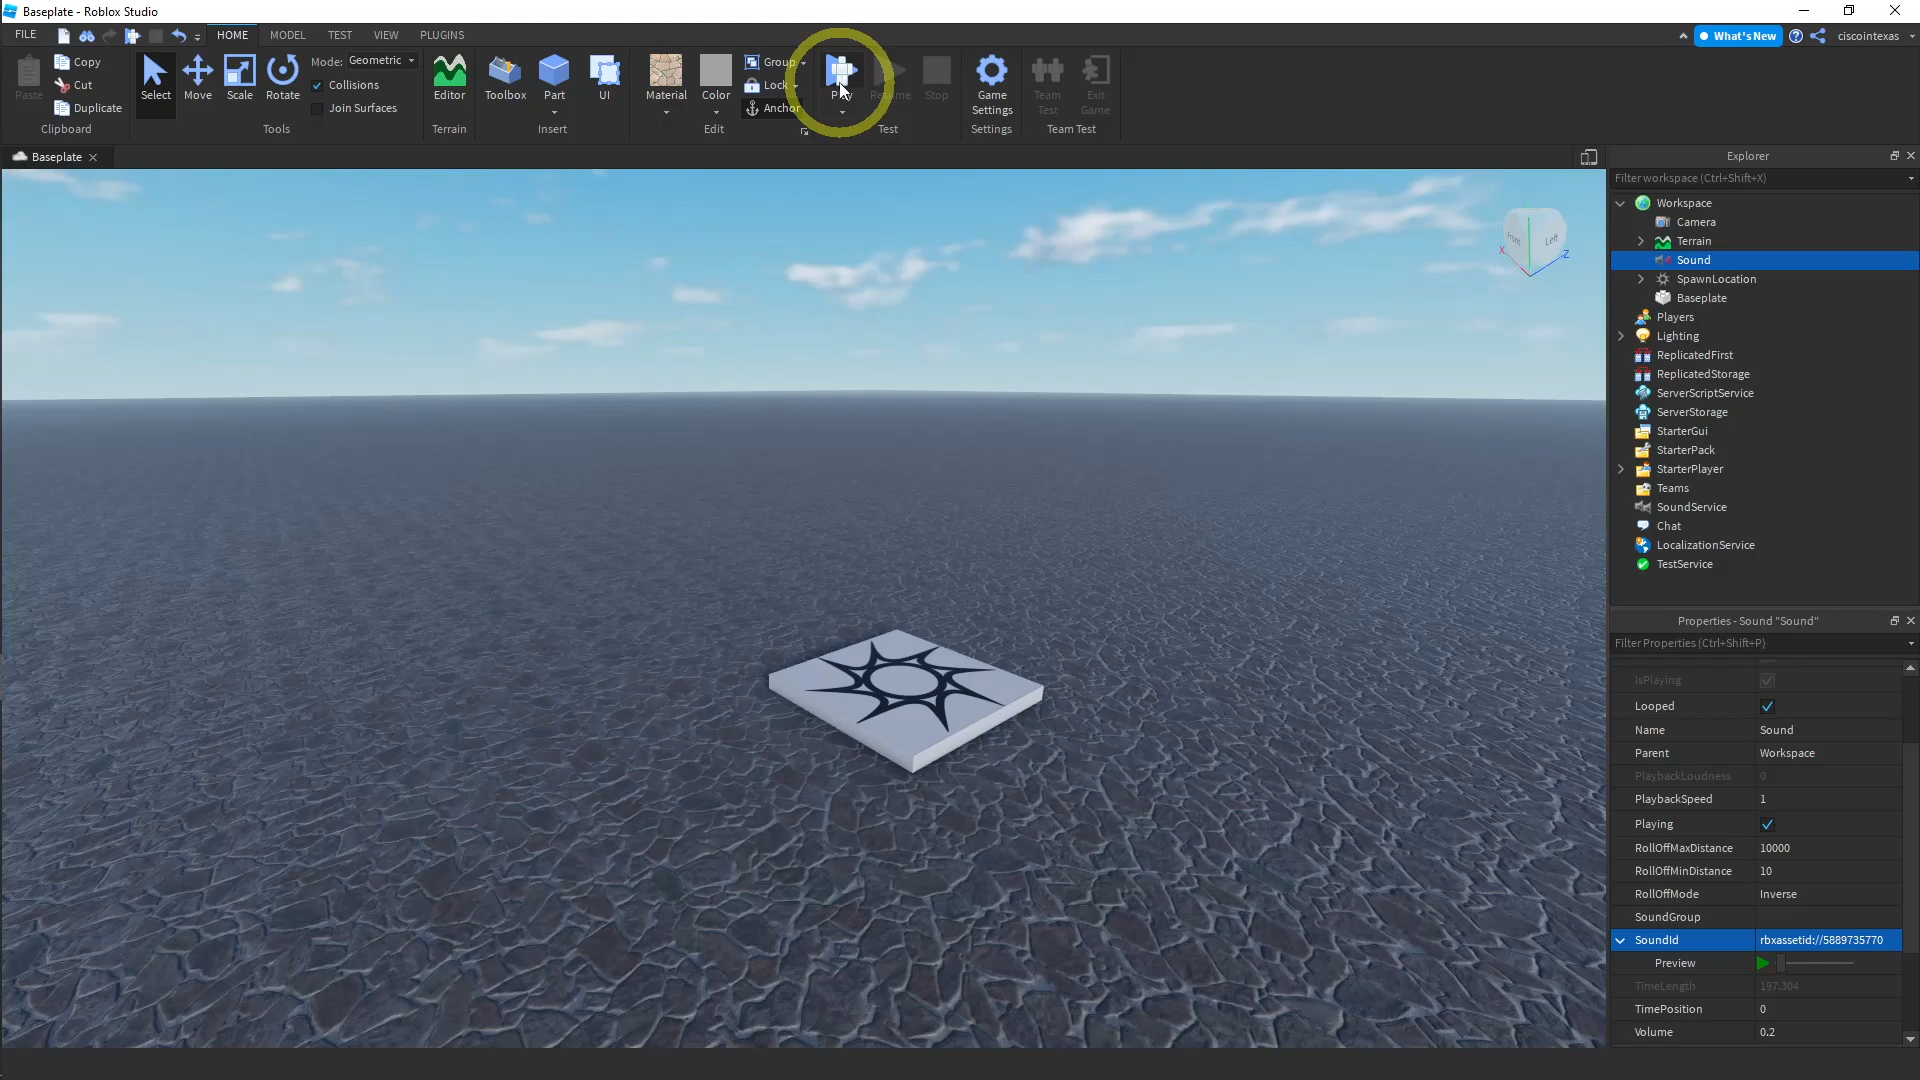 Baseplate - Roblox Studio
FILE HOME MODEL TEST VIEW PLUGINS What's New ciscointexas
Paste Copy Cut Duplicate
Clipboard
Select Move Scale Rotate
Mode: Geometric
Collisions
Join Surfaces
Tools
Editor
Terrain
Toolbox Part UI
Insert
Material Color Group Lock Anchor
Edit
Play Resume Stop
Test
Game Settings
Settings
Team Test Exit Game
Team Test
Baseplate
Front Left
X Z
Explorer
Filter workspace (Ctrl+Shift+X)
Workspace
Camera
Terrain
Sound
SpawnLocation
Baseplate
Players
Lighting
ReplicatedFirst
ReplicatedStorage
ServerScriptService
ServerStorage
StarterGui
StarterPack
StarterPlayer
Teams
SoundService
Chat
LocalizationService
TestService
Properties - Sound "Sound"
Filter Properties (Ctrl+Shift+P)
IsPlaying
Looped
Name Sound
Parent Workspace
PlaybackLoudness 0
PlaybackSpeed 1
Playing
RollOffMaxDistance 10000
RollOffMinDistance 10
RollOffMode Inverse
SoundGroup
SoundId rbxassetid://5889735770
Preview
TimeLength 197.304
TimePosition 0
Volume 0.2